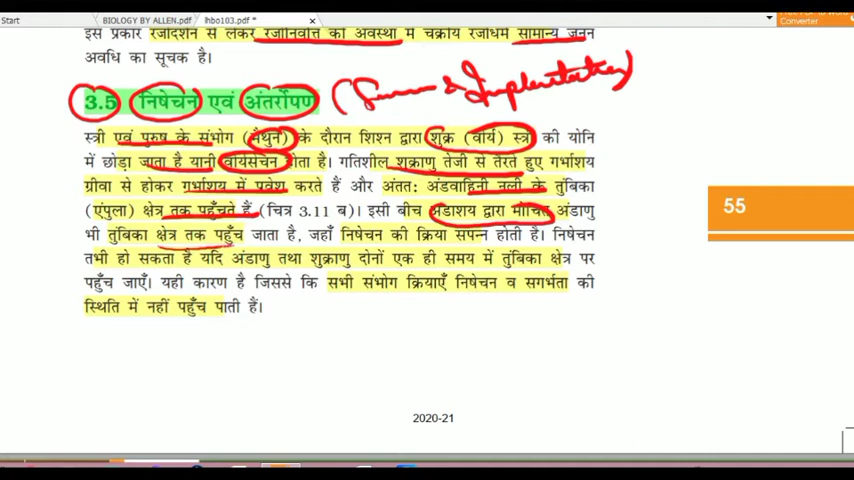 Start
BIOLOGY BY ALLEN.pdf
lhbo103.pdf *
x
Converter
इस प्रकार रजोदर्शन से लेकर रजोनिवृत्ति की अवस्था में चक्रीय रजोधर्म सामान्य जनन
अवधि का सूचक है।
3.5 निषेचन एवं अंतर्रोपण
स्त्री एवं पुरुष के संभोग (मैथुन) के दौरान शिश्न द्वारा शुक्र (वीर्य) स्त्री की योनि
में छोड़ा जाता है यानी वीर्यसेचन होता है। गतिशील शुक्राणु तेजी से तैरते हुए गर्भाशय
ग्रीवा से होकर गर्भाशय में प्रवेश करते हैं और अंतत: अंडवाहिनी नली के तुंबिका
(एंपुला) क्षेत्र तक पहुँचते हैं (चित्र 3.11 ब)। इसी बीच अंडाशय द्वारा मोचित अंडाणु
भी तुंबिका क्षेत्र तक पहुँच जाता है, जहाँ निषेचन की क्रिया संपन्न होती है। निषेचन
तभी हो सकता है यदि अंडाणु तथा शुक्राणु दोनों एक ही समय में तुंबिका क्षेत्र पर
पहुँच जाएँ। यही कारण है जिससे कि सभी संभोग क्रियाएँ निषेचन व सगर्भता की
स्थिति में नहीं पहुँच पाती हैं।
55
2020-21